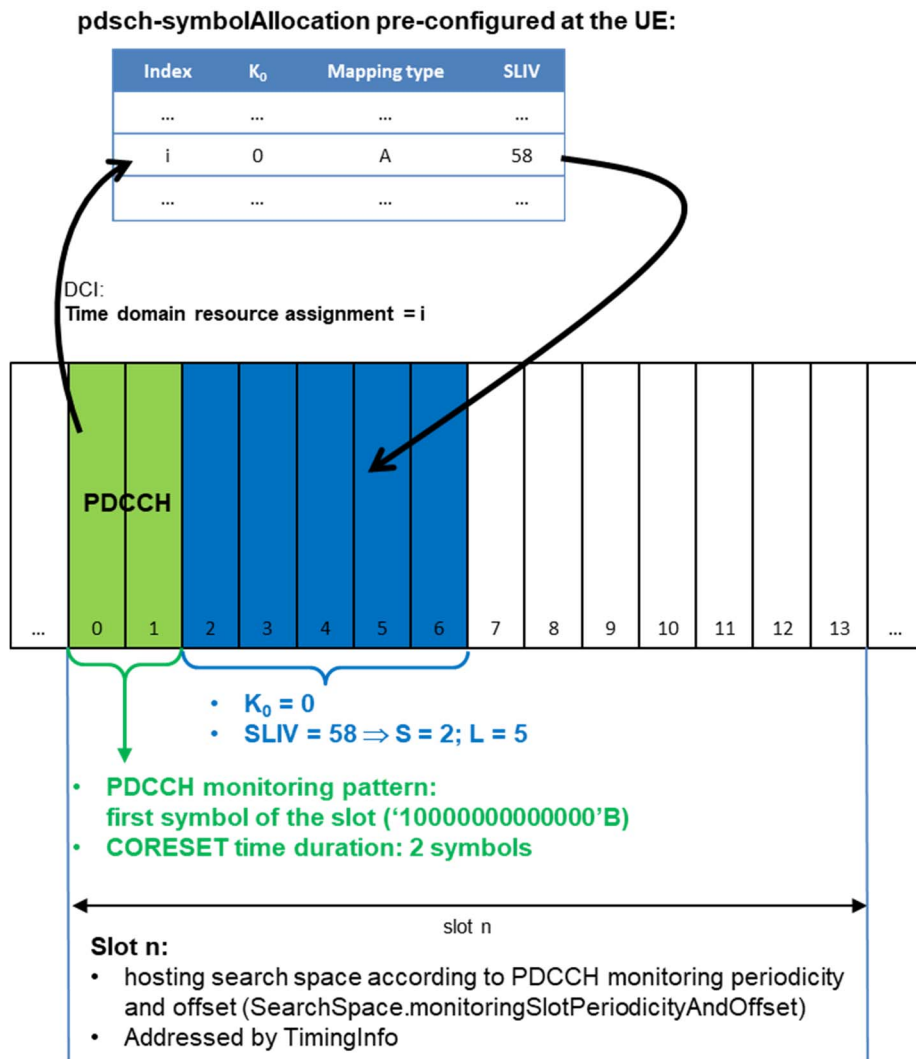 pdsch-symbolAllocation pre-configured at the UE:
Index K₀ Mapping type SLIV
... ... ... ...
i 0 A 58
... ... ... ...
DCI:
Time domain resource assignment = i
PDCCH
... 0 1 2 3 4 5 6 7 8 9 10 11 12 13 ...
• K₀ = 0
• SLIV = 58 ⇒ S = 2; L = 5
• PDCCH monitoring pattern:
first symbol of the slot (‘10000000000000’B)
• CORESET time duration: 2 symbols
slot n
Slot n:
• hosting search space according to PDCCH monitoring periodicity
and offset (SearchSpace.monitoringSlotPeriodicityAndOffset)
• Addressed by TimingInfo